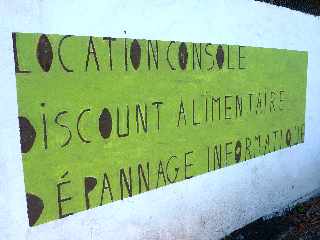 LOCATION CONSOLE
DISCOUNT ALIMENTAIRE
DÉPANNAGE INFORMATIQUE